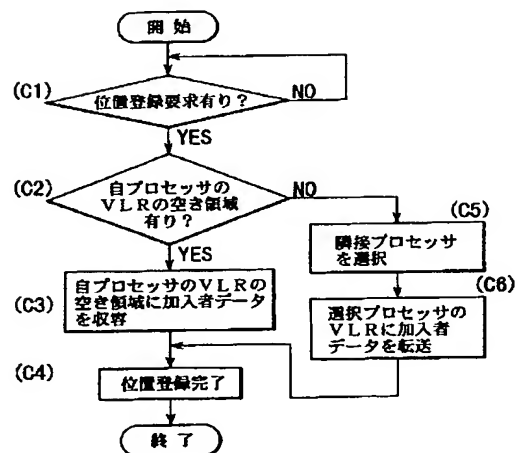 開 始
(C1)
位置登録要求有り？
NO
YES
(C2)
自プロセッサの
ＶＬＲの空き領域
有り？
NO
YES
(C5)
隣接プロセッサ
を選択
(C3)
自プロセッサのＶＬＲの
空き領域に加入者データ
を収容
(C6)
選択プロセッサの
ＶＬＲに加入者
データを転送
(C4)
位置登録完了
終 了